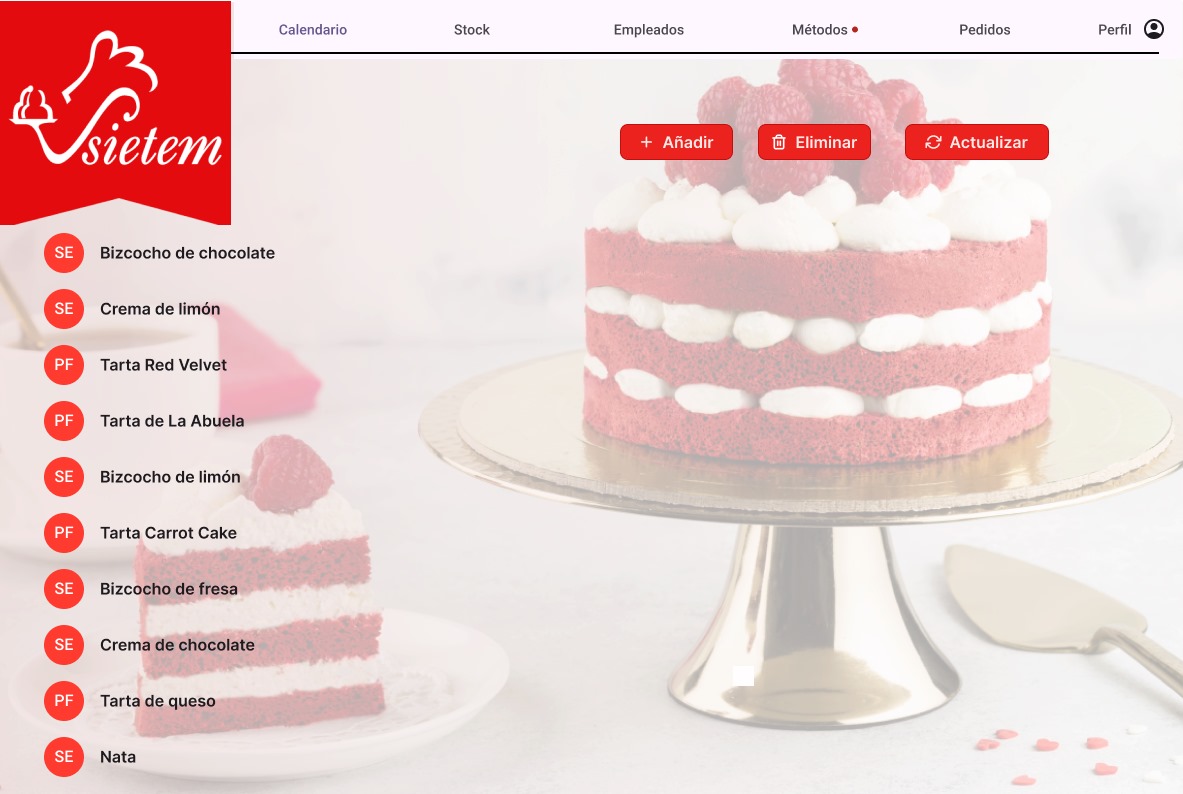 Calendario Stock Empleados Métodos Pedidos Perfil
sietem
Añadir Eliminar Actualizar
SE Bizcocho de chocolate
SE Crema de limón
PF Tarta Red Velvet
PF Tarta de La Abuela
SE Bizcocho de limón
PF Tarta Carrot Cake
SE Bizcocho de fresa
SE Crema de chocolate
PF Tarta de queso
SE Nata